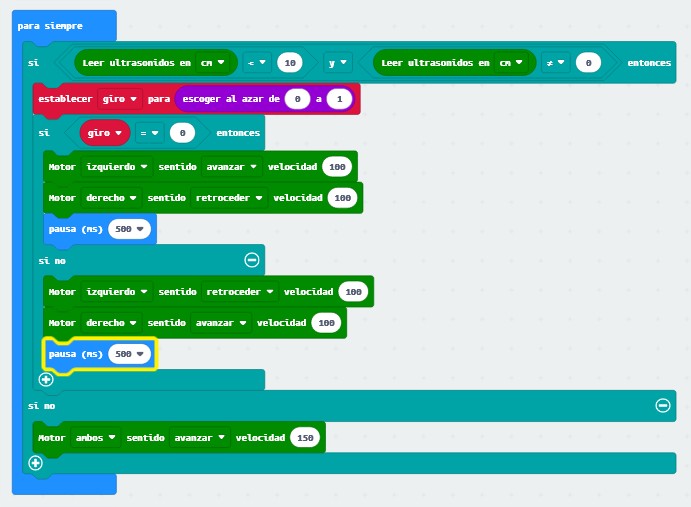 para siempre
si Leer ultrasonidos en cm < 10 y Leer ultrasonidos en cm ≠ 0 entonces
establecer giro para escoger al azar de 0 a 1
si giro = 0 entonces
Motor izquierdo sentido avanzar velocidad 100
Motor derecho sentido retroceder velocidad 100
pausa (ms) 500
si no
Motor izquierdo sentido retroceder velocidad 100
Motor derecho sentido avanzar velocidad 100
pausa (ms) 500
si no
Motor ambos sentido avanzar velocidad 150